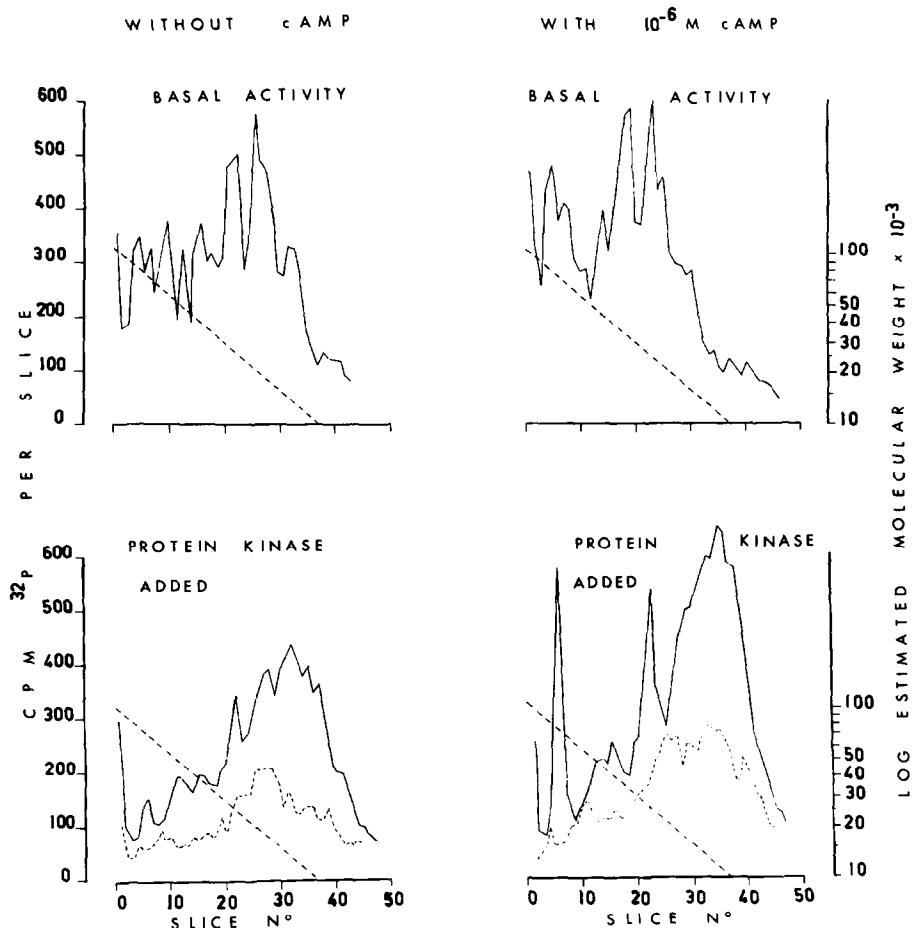 WITHOUT cAMP
WITH 10⁻⁶ M cAMP
BASAL ACTIVITY
BASAL ACTIVITY
600
500
400
300
200
100
0
100
50
40
30
20
10
PROTEIN KINASE
ADDED
PROTEIN KINASE
ADDED
600
500
400
300
200
100
0
100
50
40
30
20
10
0 10 20 30 40 50
SLICE N°
0 10 20 30 40 50
SLICE N°
CPM ³²P PER SLICE
LOG ESTIMATED MOLECULAR WEIGHT × 10⁻³